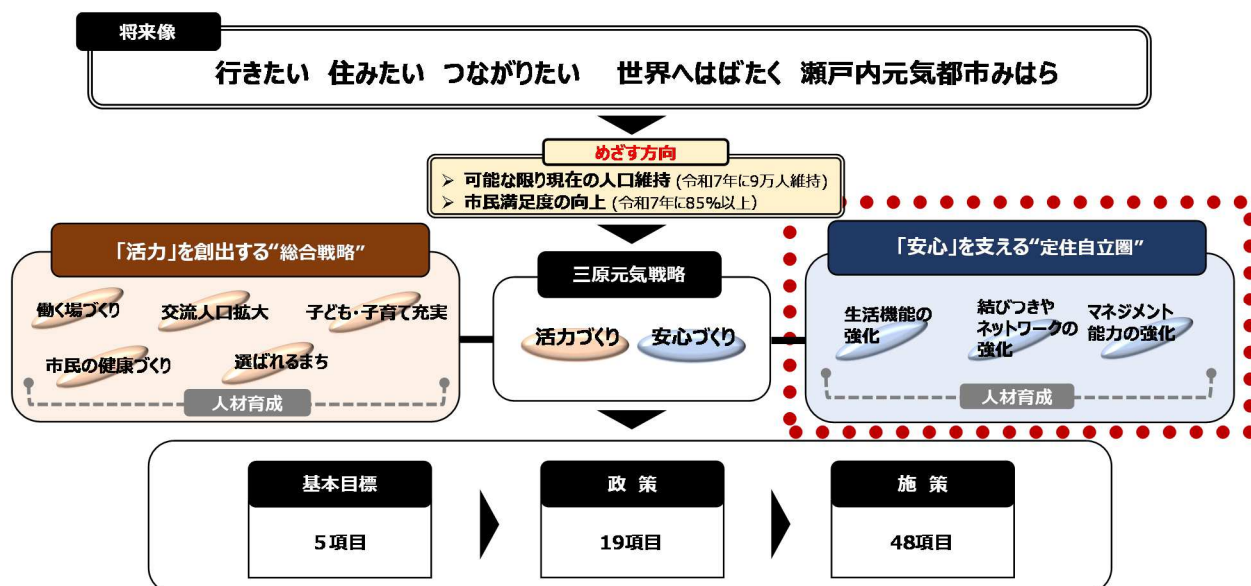 将来像
行きたい 住みたい つながりたい 世界へはばたく 瀬戸内元気都市みはら
めざす方向
➢ 可能な限り現在の人口維持 (令和7年に9万人維持)
➢ 市民満足度の向上 (令和7年に85%以上)
「活力」を創出する“総合戦略”
働く場づくり
交流人口拡大
子ども・子育て充実
市民の健康づくり
選ばれるまち
人材育成
三原元気戦略
活力づくり
安心づくり
「安心」を支える“定住自立圏”
生活機能の
強化
結びつきや
ネットワークの
強化
マネジメント
能力の強化
人材育成
基本目標
5項目
政 策
19項目
施 策
48項目